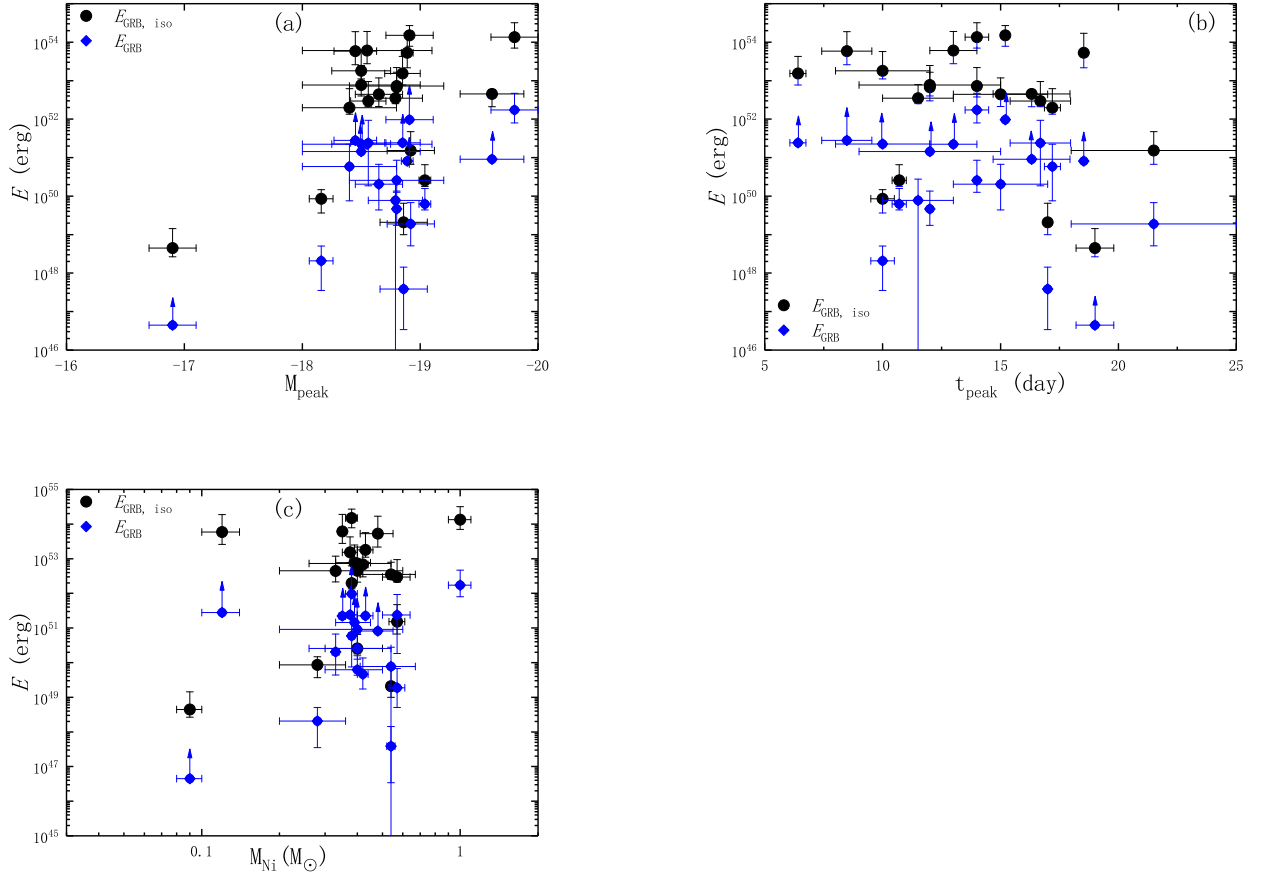 (a)
E_GRB, iso
E_GRB
E (erg)
10^54
10^52
10^50
10^48
10^46
-16 -17 -18 -19 -20
M_peak
(b)
E (erg)
10^54
10^52
10^50
10^48
10^46
E_GRB, iso
E_GRB
5 10 15 20 25
t_peak (day)
(c)
E_GRB, iso
E_GRB
E (erg)
10^55
10^53
10^51
10^49
10^47
10^45
0.1 1
M_Ni(M_⊙)